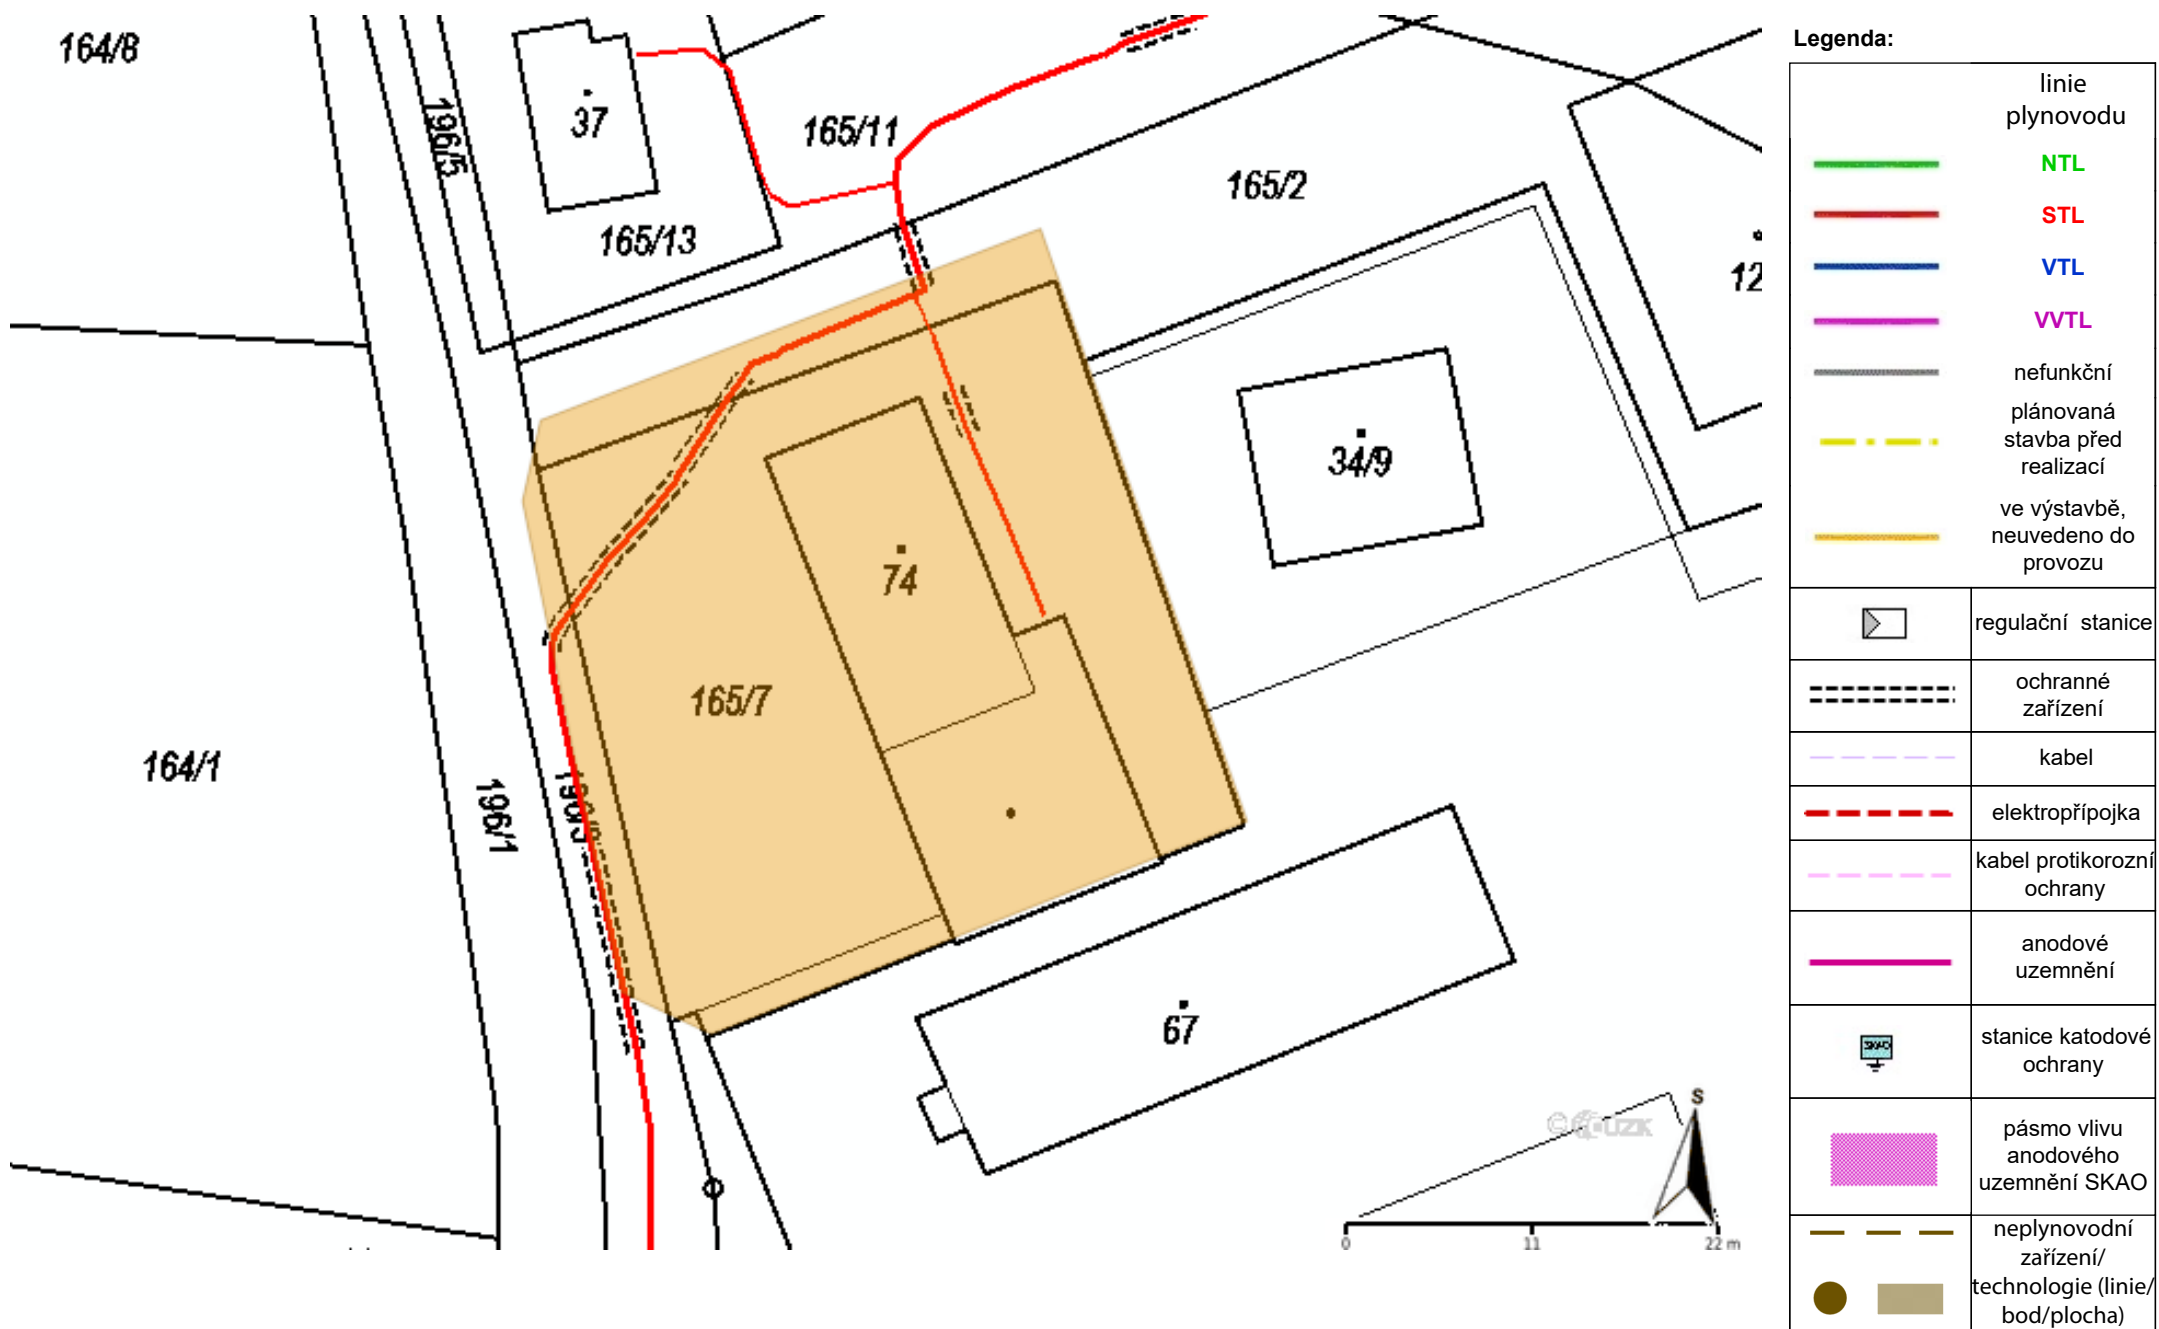 164/8
37
196/5
165/11
165/13
165/2
12
34/9
74
165/7
164/1
196/1
67
S
0
11
22 m
Legenda:
linie
plynovodu
NTL
STL
VTL
VVTL
nefunkční
plánovaná
stavba před
realizací
ve výstavbě,
neuvedeno do
provozu
regulační stanice
ochranné
zařízení
kabel
elektropřípojka
kabel protikorozní
ochrany
anodové
uzemnění
SKAO
stanice katodové
ochrany
pásmo vlivu
anodového
uzemnění SKAO
neplynovodní
zařízení/
technologie (linie/
bod/plocha)